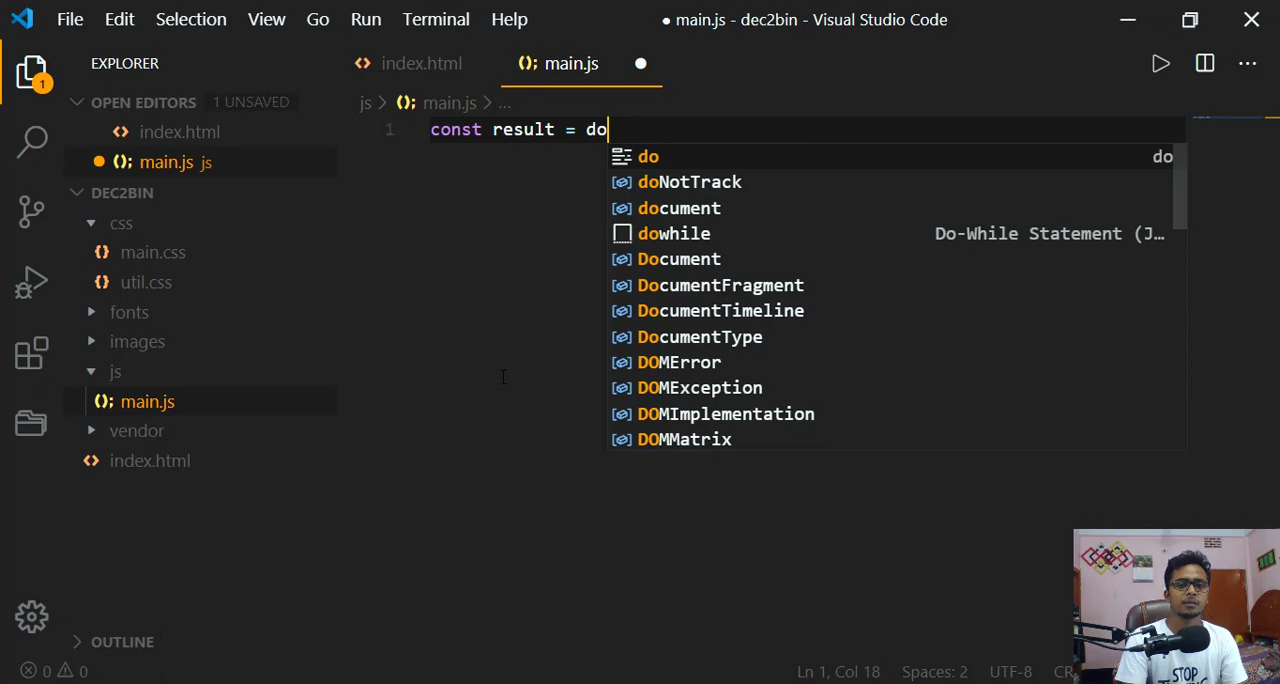 File Edit Selection View Go Run Terminal Help ● main.js - dec2bin - Visual Studio Code
EXPLORER
index.html
(); main.js
1
OPEN EDITORS 1 UNSAVED
js > (); main.js > ...
index.html
1 const result = do
(); main.js js
do do
doNotTrack
DEC2BIN
document
css
dowhile Do-While Statement (J…
main.css
Document
util.css
DocumentFragment
fonts
DocumentTimeline
images
DocumentType
js
DOMError
(); main.js
DOMException
vendor
DOMImplementation
index.html
DOMMatrix
OUTLINE
0 0 Ln 1, Col 18 Spaces: 2 UTF-8 CR
STOP